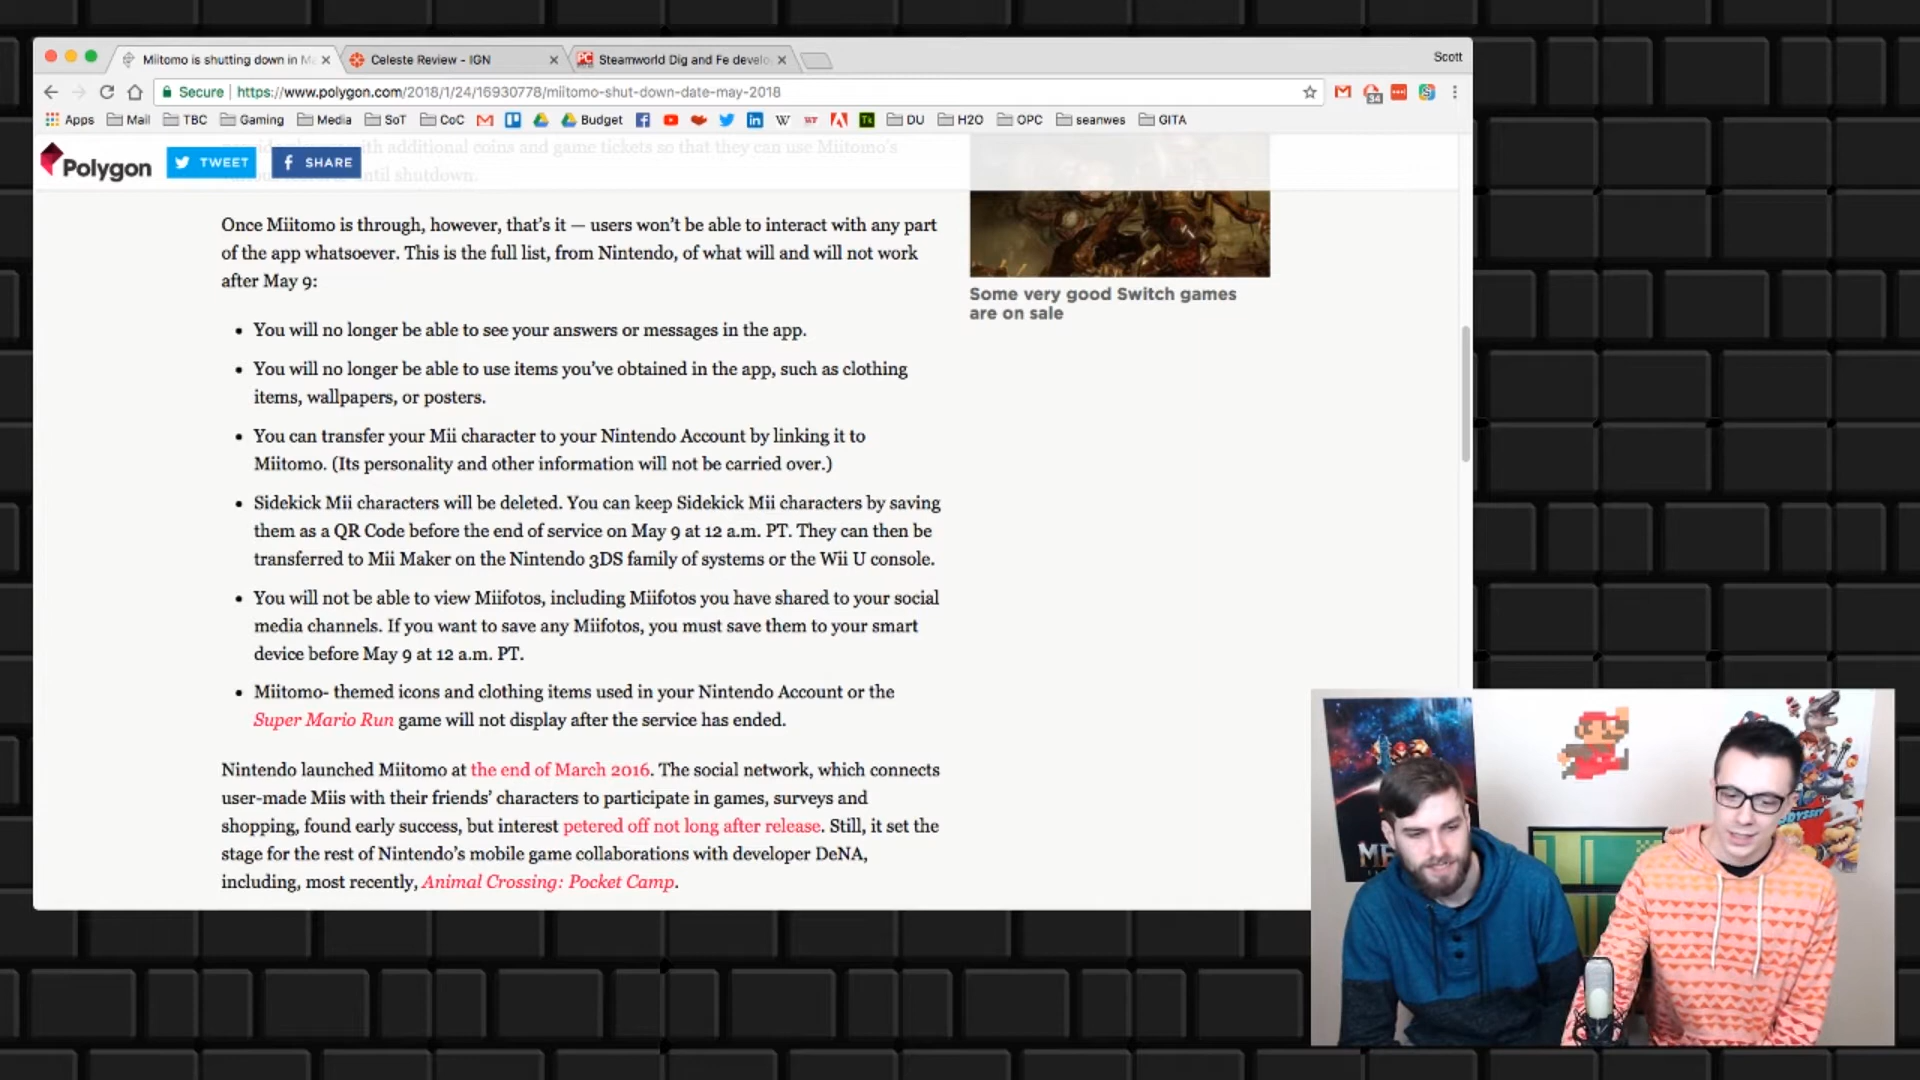 Miitomo is shutting down in Ma
Celeste Review - IGN
Steamworld Dig and Fe develo
Scott
Secure
https://www.polygon.com/2018/1/24/16930778/miitomo-shut-down-date-may-2018
Apps
Mail
TBC
Gaming
Media
SoT
CoC
Budget
DU
H2O
OPC
seanwes
GITA
Polygon
TWEET
SHARE
with additional coins and game tickets so that they can use Miitomo's
until shutdown.
Once Miitomo is through, however, that's it — users won't be able to interact with any part
of the app whatsoever. This is the full list, from Nintendo, of what will and will not work
after May 9:
• You will no longer be able to see your answers or messages in the app.
• You will no longer be able to use items you've obtained in the app, such as clothing
items, wallpapers, or posters.
• You can transfer your Mii character to your Nintendo Account by linking it to
Miitomo. (Its personality and other information will not be carried over.)
• Sidekick Mii characters will be deleted. You can keep Sidekick Mii characters by saving
them as a QR Code before the end of service on May 9 at 12 a.m. PT. They can then be
transferred to Mii Maker on the Nintendo 3DS family of systems or the Wii U console.
• You will not be able to view Miifotos, including Miifotos you have shared to your social
media channels. If you want to save any Miifotos, you must save them to your smart
device before May 9 at 12 a.m. PT.
• Miitomo- themed icons and clothing items used in your Nintendo Account or the
Super Mario Run game will not display after the service has ended.
Nintendo launched Miitomo at the end of March 2016. The social network, which connects
user-made Miis with their friends' characters to participate in games, surveys and
shopping, found early success, but interest petered off not long after release. Still, it set the
stage for the rest of Nintendo's mobile game collaborations with developer DeNA,
including, most recently, Animal Crossing: Pocket Camp.
Some very good Switch games
are on sale